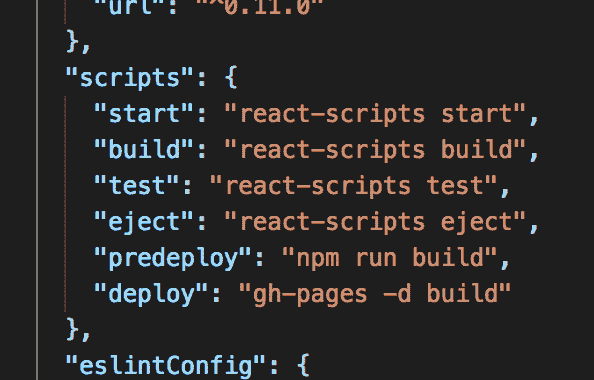 "url": "^0.11.0"
},
"scripts": {
"start": "react-scripts start",
"build": "react-scripts build",
"test": "react-scripts test",
"eject": "react-scripts eject",
"predeploy": "npm run build",
"deploy": "gh-pages -d build"
},
"eslintConfig": {